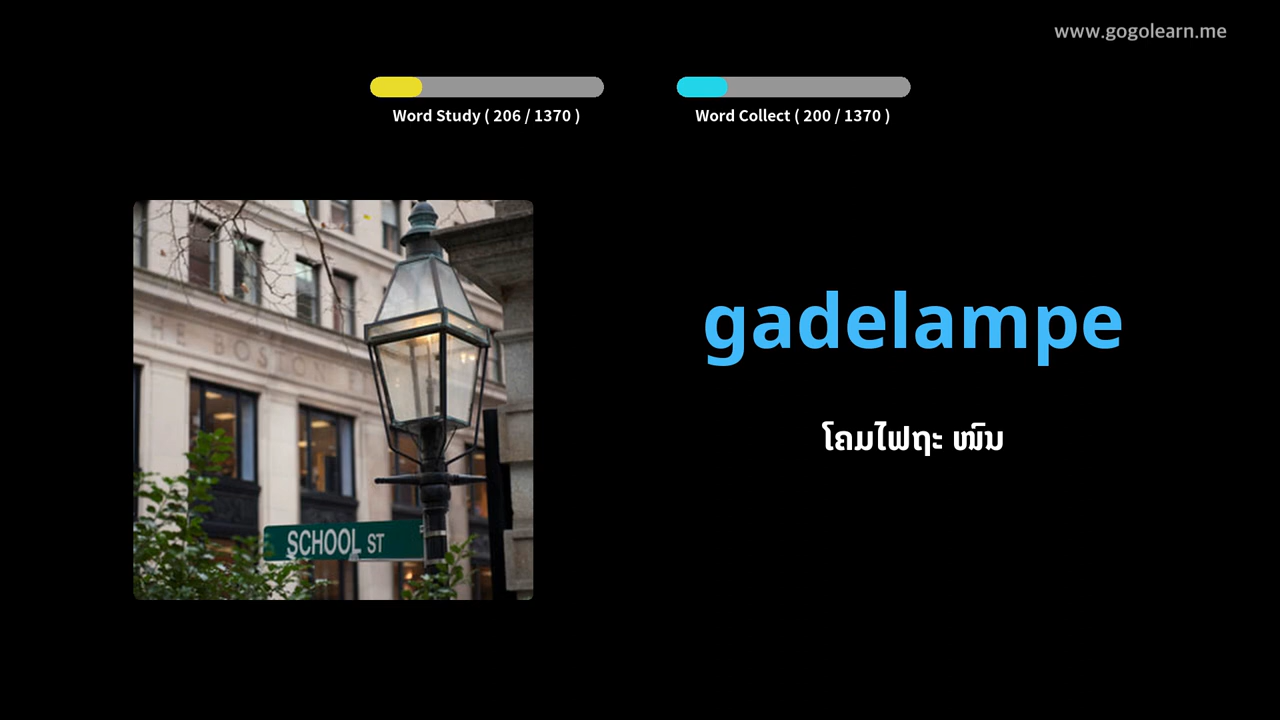 www.gogolearn.me
Word Study ( 206 / 1370 )
Word Collect ( 200 / 1370 )
HE BOSTON
SCHOOL ST
gadelampe
ໂຄມໄຟຖະ ໜົນ